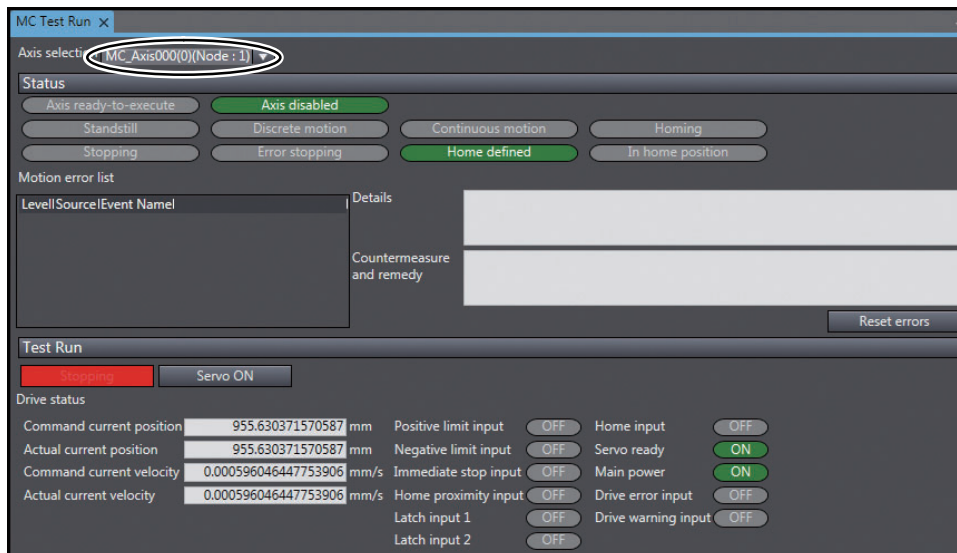 MC Test Run ×
Axis selecti MC_Axis000(0)(Node : 1) ▼
Status
Axis ready-to-execute Axis disabled
Standstill Discrete motion Continuous motion Homing
Stopping Error stopping Home defined In home position
Motion error list
Level|Source|Event Name|
Details
Countermeasure
and remedy
Reset errors
Test Run
Stopping Servo ON
Drive status
Command current position 955.630371570587 mm Positive limit input OFF Home input OFF
Actual current position 955.630371570587 mm Negative limit input OFF Servo ready ON
Command current velocity 0.000596046447753906 mm/s Immediate stop input OFF Main power ON
Actual current velocity 0.000596046447753906 mm/s Home proximity input OFF Drive error input OFF
Latch input 1 OFF Drive warning input OFF
Latch input 2 OFF